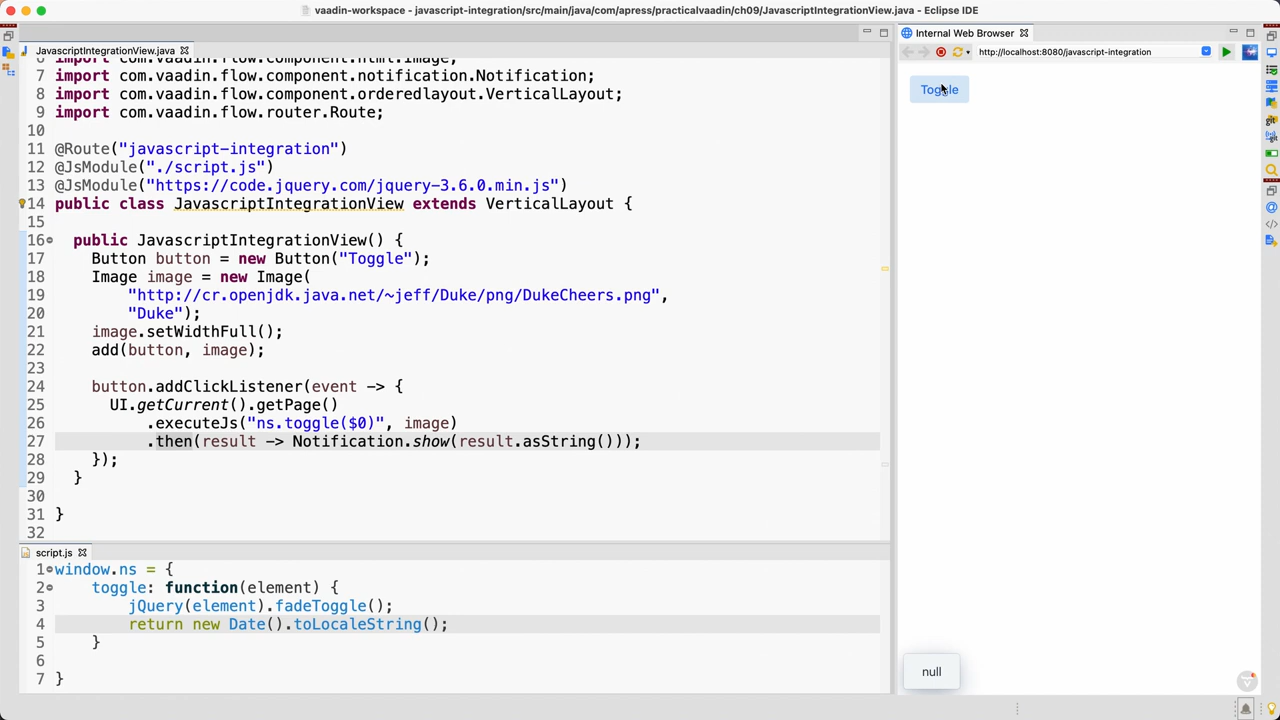 vaadin-workspace - javascript-integration/src/main/java/com/apress/practicalvaadin/ch09/JavascriptIntegrationView.java - Eclipse IDE
JavascriptIntegrationView.java
6 import com.vaadin.flow.component.html.Image;
7 import com.vaadin.flow.component.notification.Notification;
8 import com.vaadin.flow.component.orderedlayout.VerticalLayout;
9 import com.vaadin.flow.router.Route;
10
11 @Route("javascript-integration")
12 @JsModule("./script.js")
13 @JsModule("https://code.jquery.com/jquery-3.6.0.min.js")
14 public class JavascriptIntegrationView extends VerticalLayout {
15
16 public JavascriptIntegrationView() {
17 Button button = new Button("Toggle");
18 Image image = new Image(
19 "http://cr.openjdk.java.net/~jeff/Duke/png/DukeCheers.png",
20 "Duke");
21 image.setWidthFull();
22 add(button, image);
23
24 button.addClickListener(event -> {
25 UI.getCurrent().getPage()
26 .executeJs("ns.toggle($0)", image)
27 .then(result -> Notification.show(result.asString()));
28 });
29 }
30
31 }
32
script.js
1 window.ns = {
2 toggle: function(element) {
3 jQuery(element).fadeToggle();
4 return new Date().toLocaleString();
5 }
6
7 }
Internal Web Browser
http://localhost:8080/javascript-integration
Toggle
null